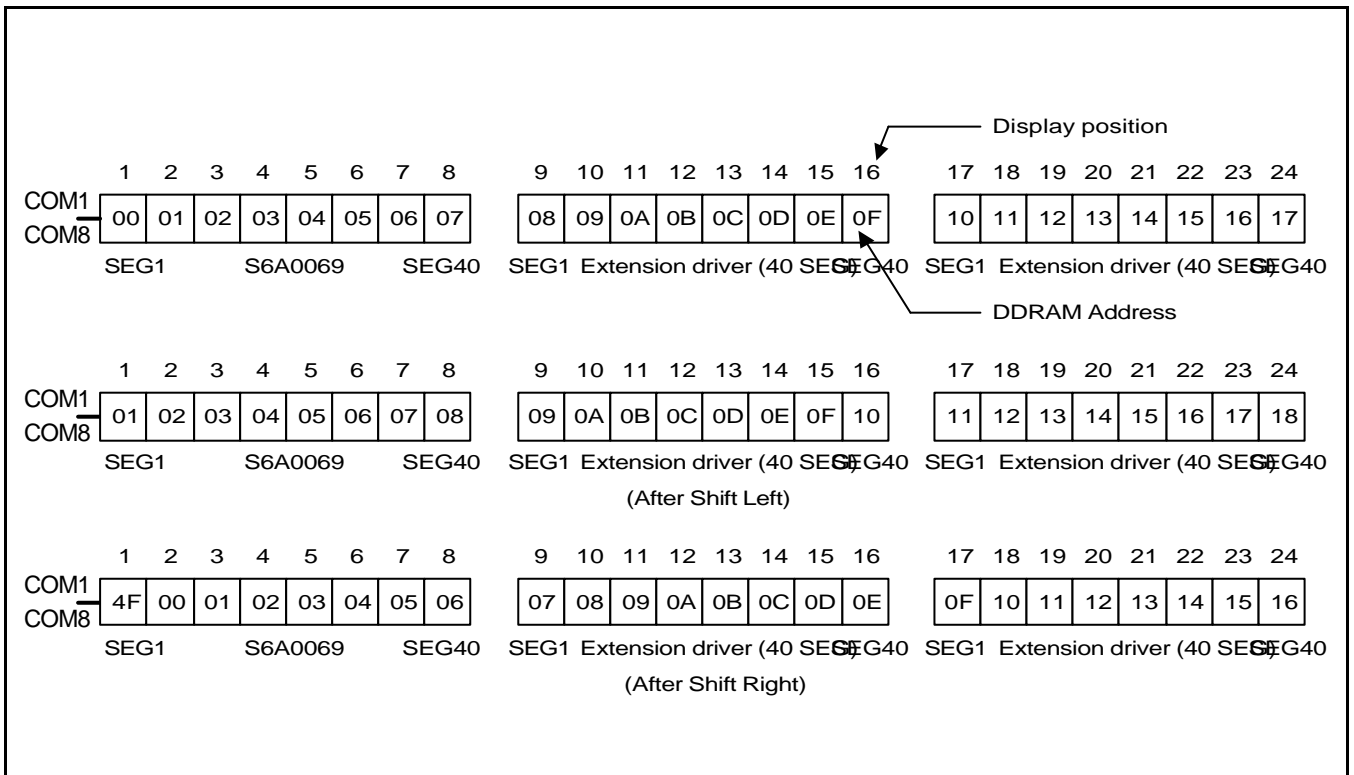 Display position
1 2 3 4 5 6 7 8 9 10 11 12 13 14 15 16 17 18 19 20 21 22 23 24
COM1
00 01 02 03 04 05 06 07 08 09 0A 0B 0C 0D 0E 0F 10 11 12 13 14 15 16 17
COM8
SEG1 S6A0069 SEG40 SEG1 Extension driver (40 SEG) SEG40 SEG1 Extension driver (40 SEG) SEG40
DDRAM Address
1 2 3 4 5 6 7 8 9 10 11 12 13 14 15 16 17 18 19 20 21 22 23 24
COM1
01 02 03 04 05 06 07 08 09 0A 0B 0C 0D 0E 0F 10 11 12 13 14 15 16 17 18
COM8
SEG1 S6A0069 SEG40 SEG1 Extension driver (40 SEG) SEG40 SEG1 Extension driver (40 SEG) SEG40
(After Shift Left)
1 2 3 4 5 6 7 8 9 10 11 12 13 14 15 16 17 18 19 20 21 22 23 24
COM1
4F 00 01 02 03 04 05 06 07 08 09 0A 0B 0C 0D 0E 0F 10 11 12 13 14 15 16
COM8
SEG1 S6A0069 SEG40 SEG1 Extension driver (40 SEG) SEG40 SEG1 Extension driver (40 SEG) SEG40
(After Shift Right)